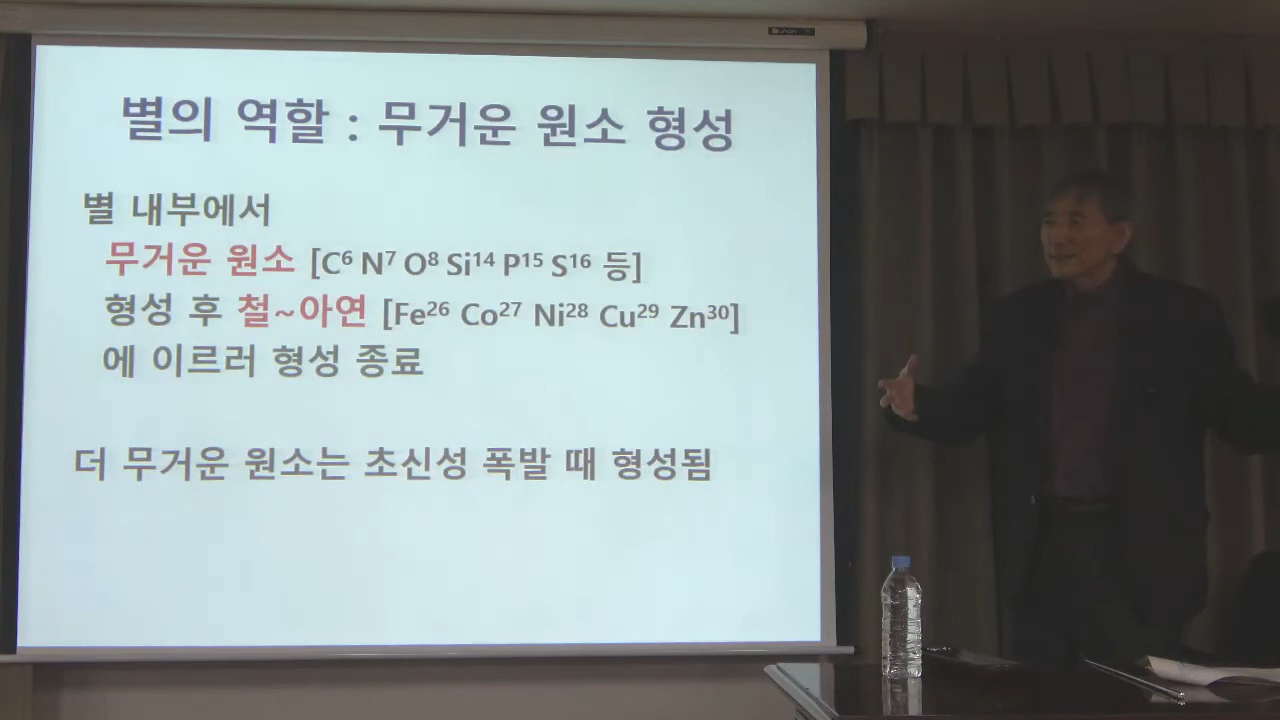 별의 역할 : 무거운 원소 형성
별 내부에서
무거운 원소 [C⁶ N⁷ O⁸ Si¹⁴ P¹⁵ S¹⁶ 등]
형성 후 철~아연 [Fe²⁶ Co²⁷ Ni²⁸ Cu²⁹ Zn³⁰]
에 이르러 형성 종료
더 무거운 원소는 초신성 폭발 때 형성됨